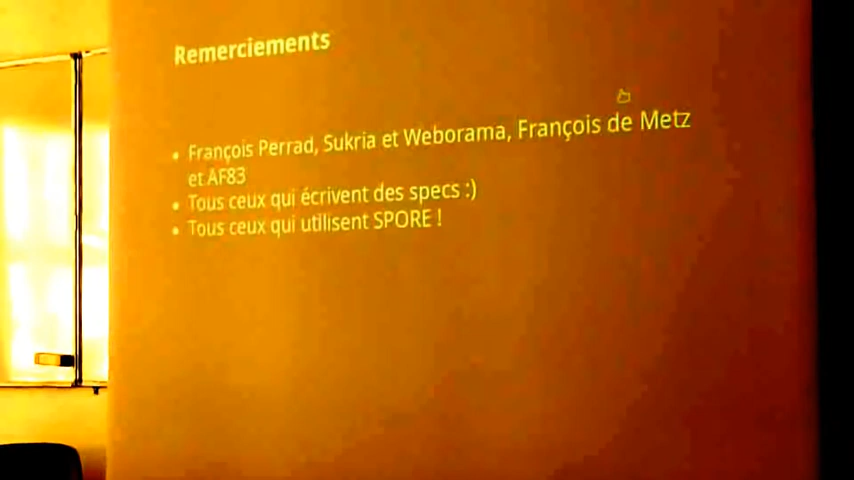 Remerciements
François Perrad, Sukria et Weborama, François de Metz
et AF83
Tous ceux qui écrivent des specs :)
Tous ceux qui utilisent SPORE !